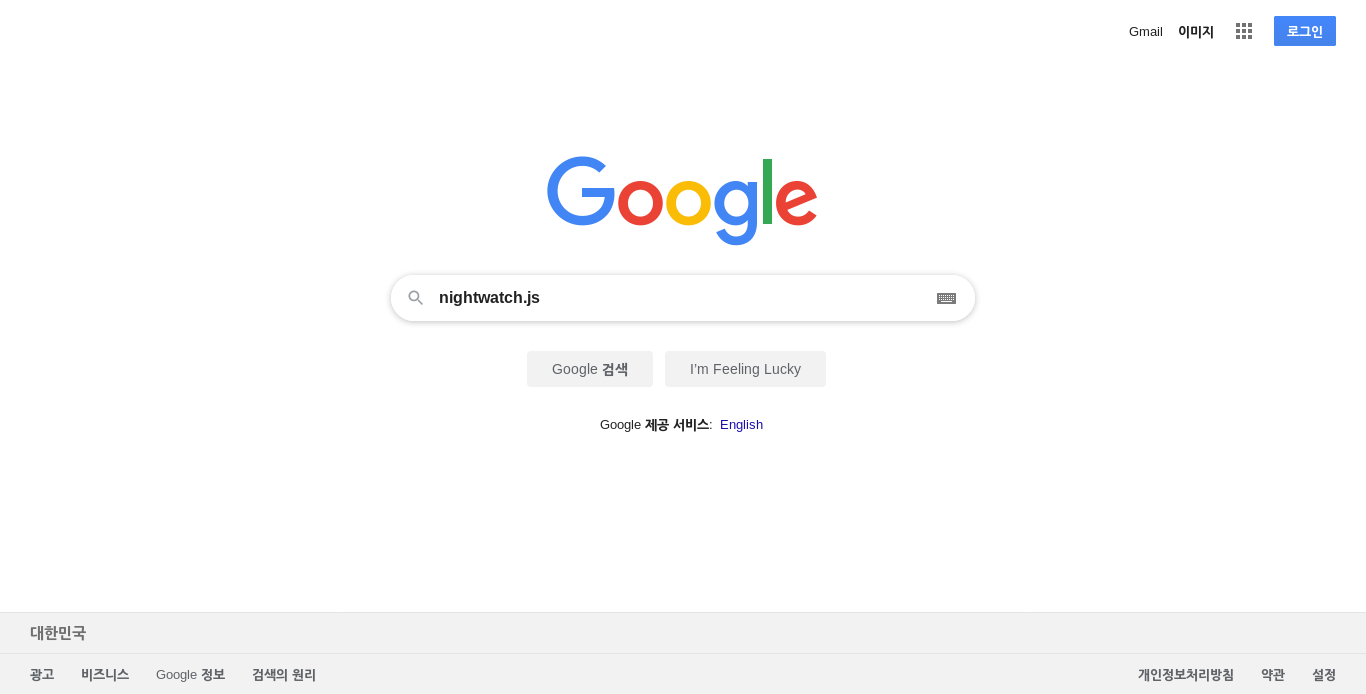 Gmail 이미지 로그인
Google
nightwatch.js
Google 검색 I'm Feeling Lucky
Google 제공 서비스: English
대한민국
광고 비즈니스 Google 정보 검색의 원리 개인정보처리방침 약관 설정